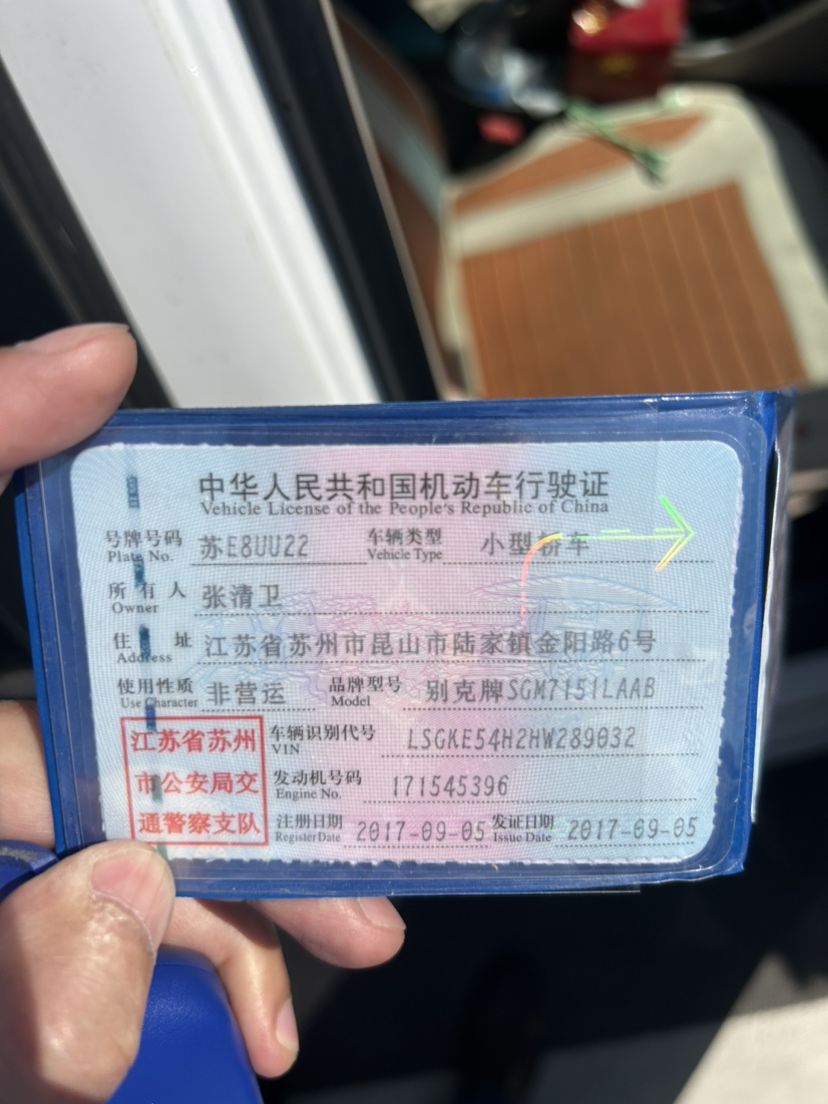 中华人民共和国机动车行驶证
Vehicle License of the People's Republic of China
号牌号码 苏E8UU22 车辆类型 小型轿车
Plate No. Vehicle Type
所有人 张清卫
Owner
住址 江苏省苏州市昆山市陆家镇金阳路6号
Address
使用性质 非营运 品牌型号 别克牌SGM7151LAAB
Use Character Model
江苏省苏州 车辆识别代号 LSGKE54H2HW289032
VIN
市公安局交 发动机号码 171545396
Engine No.
通警察支队 注册日期 2017-09-05 发证日期 2017-09-05
Register Date Issue Date